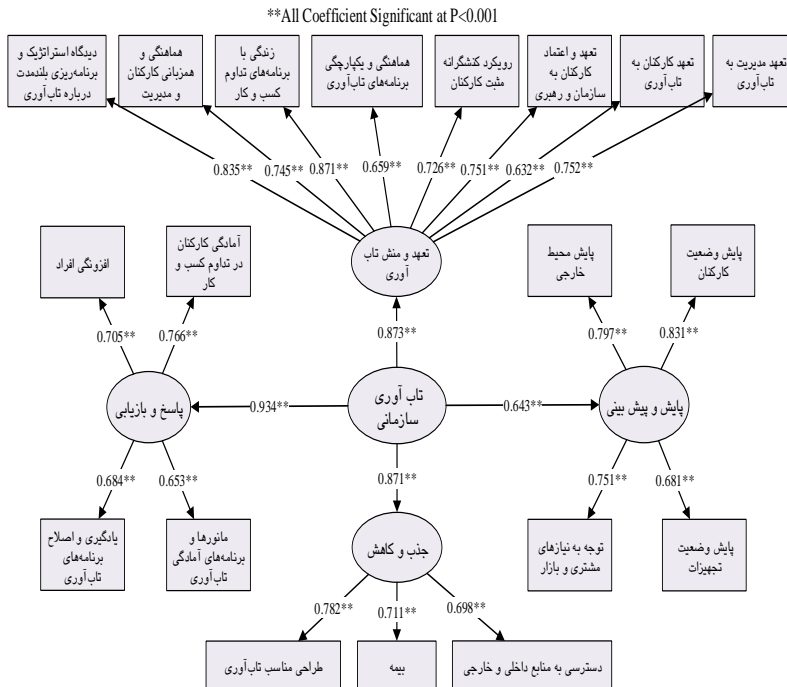 **All Coefficient Significant at P<0.001
تعهد مدیریت به
تاب‌آوری
تعهد کارکنان به
تاب‌آوری
تعهد و اعتماد
کارکنان به
سازمان و رهبری
رویکرد کنشگرانه
مثبت کارکنان
هماهنگی و یکپارچگی
برنامه‌های تاب‌آوری
زندگی با
برنامه‌های تداوم
کسب و کار
هماهنگی و
همزبانی کارکنان
و مدیریت
دیدگاه استراتژیک و
برنامه‌ریزی بلندمدت
درباره تاب‌آوری
0.835**
0.745**
0.871**
0.659**
0.726**
0.751**
0.632**
0.752**
تعهد و منش تاب
آوری
پایش وضعیت
کارکنان
پایش محیط
خارجی
آمادگی کارکنان
در تداوم کسب و
کار
افزونگی افراد
0.705**
0.766**
0.873**
0.797**
0.831**
پایش و پیش بینی
0.643**
تاب آوری
سازمانی
0.934**
پاسخ و بازیابی
0.684**
0.653**
0.871**
0.751**
0.681**
پایش وضعیت
تجهیزات
توجه به نیازهای
مشتری و بازار
جذب و کاهش
مانورها و
برنامه‌های آمادگی
تاب‌آوری
یادگیری و اصلاح
برنامه‌های
تاب‌آوری
0.782**
0.711**
0.698**
دسترسی به منابع داخلی و خارجی
بیمه
طراحی مناسب تاب‌آوری